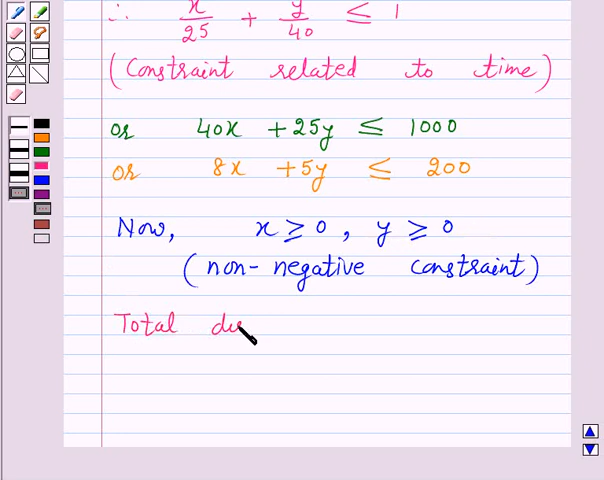 ∴ x/25 + y/40 ≤ 1
(Constraint related to time)
or 40x + 25y ≤ 1000
or 8x + 5y ≤ 200
Now, x ≥ 0, y ≥ 0
(non-negative constraint)
Total dis